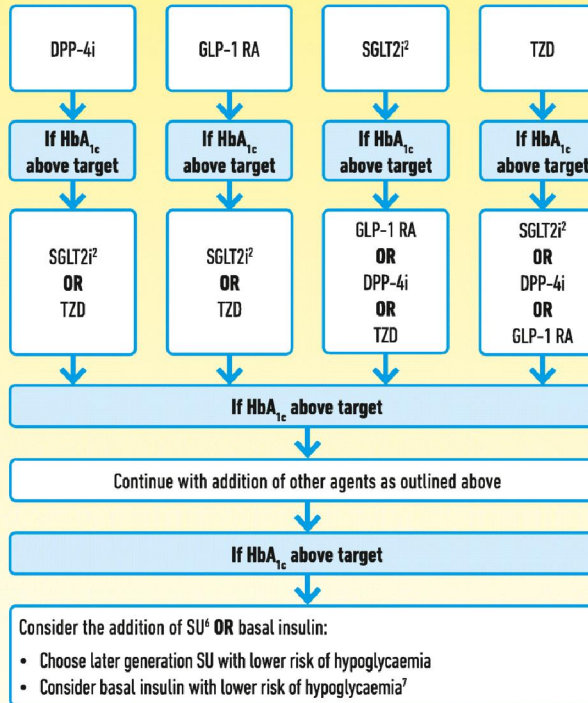 DPP-4i
GLP-1 RA
SGLT2i²
TZD
If HbA1c
above target
If HbA1c
above target
If HbA1c
above target
If HbA1c
above target
SGLT2i²
OR
TZD
SGLT2i²
OR
TZD
GLP-1 RA
OR
DPP-4i
OR
TZD
SGLT2i²
OR
DPP-4i
OR
GLP-1 RA
If HbA1c above target
Continue with addition of other agents as outlined above
If HbA1c above target
Consider the addition of SU⁶ OR basal insulin:
• Choose later generation SU with lower risk of hypoglycaemia
• Consider basal insulin with lower risk of hypoglycaemia⁷